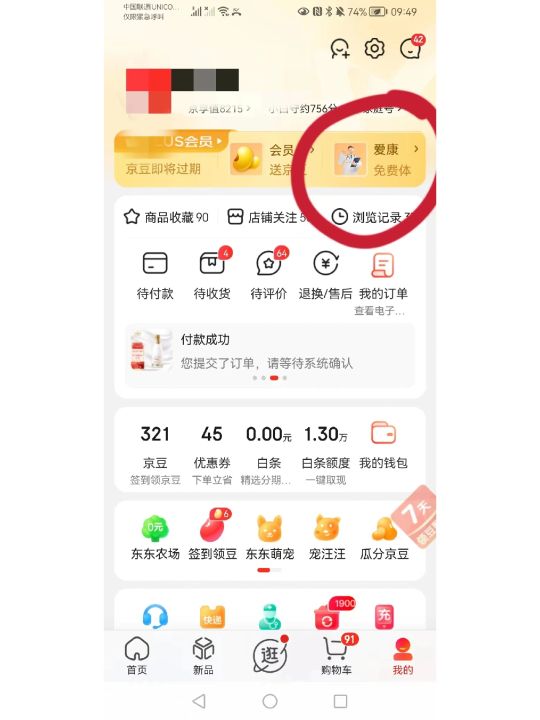 中国联通UNICO...
仅限紧急呼叫
74%
09:49
42
京享值8215
小白守约756分
家庭号
US会员
京豆即将过期
会员
送京
爱康
免费体
商品收藏 90
店铺关注 5
浏览记录
待付款
4
待收货
64
待评价
退换/售后
我的订单
查看电子...
付款成功
您提交了订单，请等待系统确认
321
45
0.00元
1.30万
京豆
优惠券
白条
白条额度
我的钱包
签到领京豆
下单立省
精选分期...
一键取现
7天
领豆
0元
6
东东农场
签到领豆
东东萌宠
宠汪汪
瓜分京豆
快递
1900
充
首页
新品
逛
91
购物车
我的